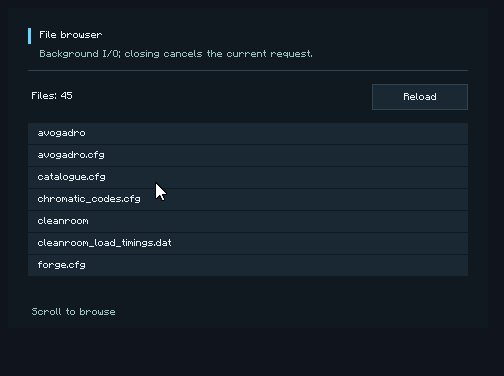 File browser
Background I/O; closing cancels the current request.
Files: 45
Reload
avogadro
avogadro.cfg
catalogue.cfg
chromatic_codes.cfg
cleanroom
cleanroom_load_timings.dat
forge.cfg
Scroll to browse